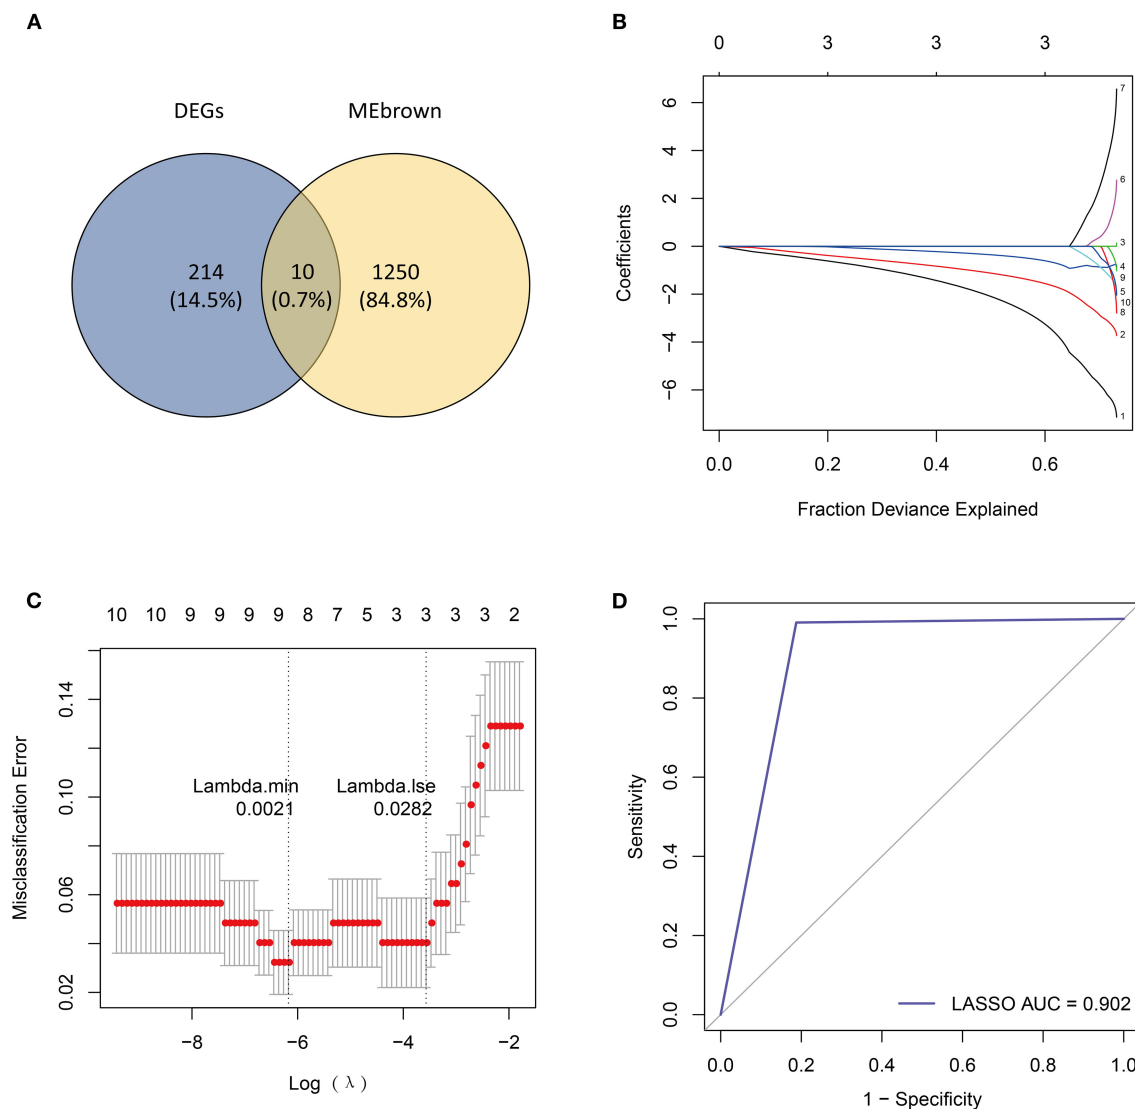 A
DEGs MEbrown
214 10 1250
(14.5%) (0.7%) (84.8%)
B
0 3 3 3
6
4
2
0
−2
−4
−6
Coefficients
7
6
3
4
9
5
10
8
2
1
0.0 0.2 0.4 0.6
Fraction Deviance Explained
C
10 10 9 9 9 9 8 7 5 3 3 3 3 2
0.14
0.10
0.06
0.02
Misclassification Error
Lambda.min Lambda.lse
0.0021 0.0282
−8 −6 −4 −2
Log (λ)
D
1.0
0.8
0.6
0.4
0.2
0.0
Sensitivity
LASSO AUC = 0.902
0.0 0.2 0.4 0.6 0.8 1.0
1 − Specificity